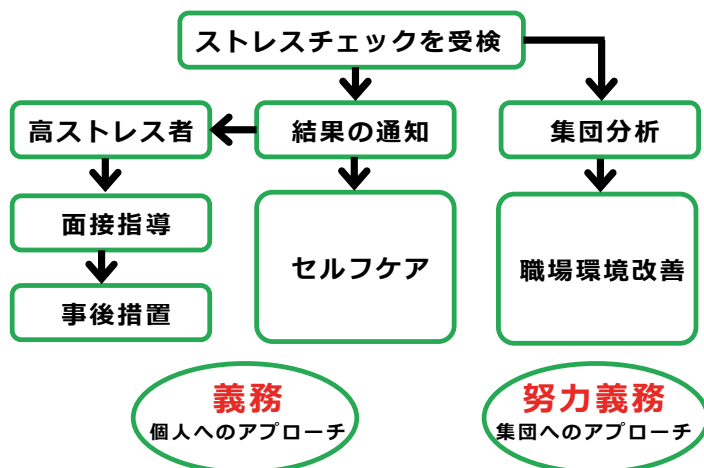 ストレスチェックを受検
高ストレス者
結果の通知
集団分析
面接指導
セルフケア
職場環境改善
事後措置
義務
個人へのアプローチ
努力義務
集団へのアプローチ